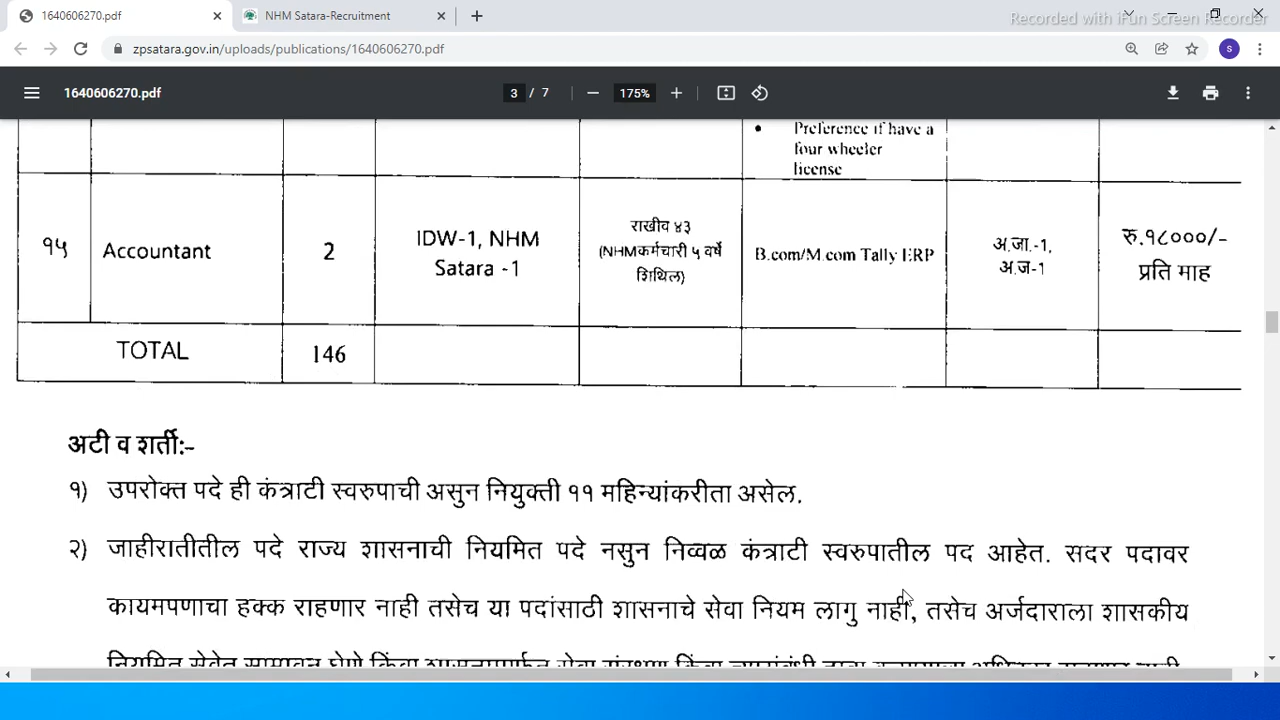 1640606270.pdf
NHM Satara-Recruitment
Recorded with iFun Screen Recorder
zpsatara.gov.in/uploads/publications/1640606270.pdf
S
1640606270.pdf
3 / 7
175%
Preference if have a
four wheeler
license
१५
Accountant
2
IDW-1, NHM
Satara -1
राखीव ४३
(NHMकर्मचारी ५ वर्षे
शिथिल)
B.com/M.com Tally ERP
अ.जा.-1,
अ.ज-1
रु.१८०००/-
प्रति माह
TOTAL
146
अटी व शर्ती:-
१) उपरोक्त पदे ही कंत्राटी स्वरुपाची असुन नियुक्ती ११ महिन्यांकरीता असेल.
२) जाहीरातीतील पदे राज्य शासनाची नियमित पदे नसुन निव्वळ कंत्राटी स्वरुपातील पद आहेत. सदर पदावर
कायमपणाचा हक्क राहणार नाही तसेच या पदांसाठी शासनाचे सेवा नियम लागु नाही, तसेच अर्जदाराला शासकीय